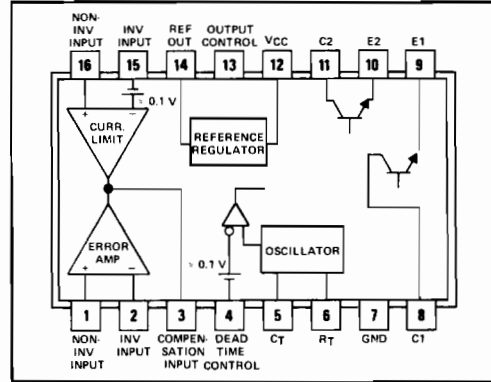 NON-
INV
INPUT
INV
INPUT
REF
OUT
OUTPUT
CONTROL
VCC
C2
E2
E1
16
15
14
13
12
11
10
9
≈ 0.1 V
CURR.
LIMIT
REFERENCE
REGULATOR
ERROR
AMP
≈ 0.1 V
OSCILLATOR
1
2
3
4
5
6
7
8
NON-
INV
INPUT
INV
INPUT
COMPEN-
SATION
INPUT
DEAD
TIME
CONTROL
CT
RT
GND
C1